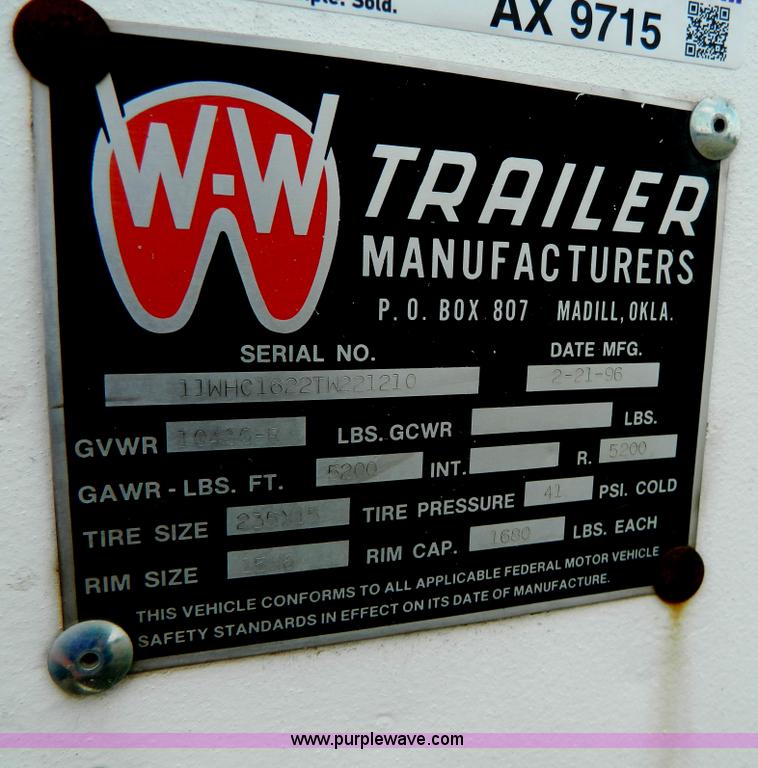 Sold.
AX 9715
W-W
TRAILER
MANUFACTURERS
P. O. BOX 807 MADILL, OKLA.
SERIAL NO. DATE MFG.
11WHC1622TW221210 2-21-96
GVWR LBS. GCWR LBS.
GAWR - LBS. FT. 5200 INT. R. 5200
TIRE SIZE 235X15 TIRE PRESSURE 41 PSI. COLD
RIM SIZE RIM CAP. 1680 LBS. EACH
THIS VEHICLE CONFORMS TO ALL APPLICABLE FEDERAL MOTOR VEHICLE
SAFETY STANDARDS IN EFFECT ON ITS DATE OF MANUFACTURE.
www.purplewave.com